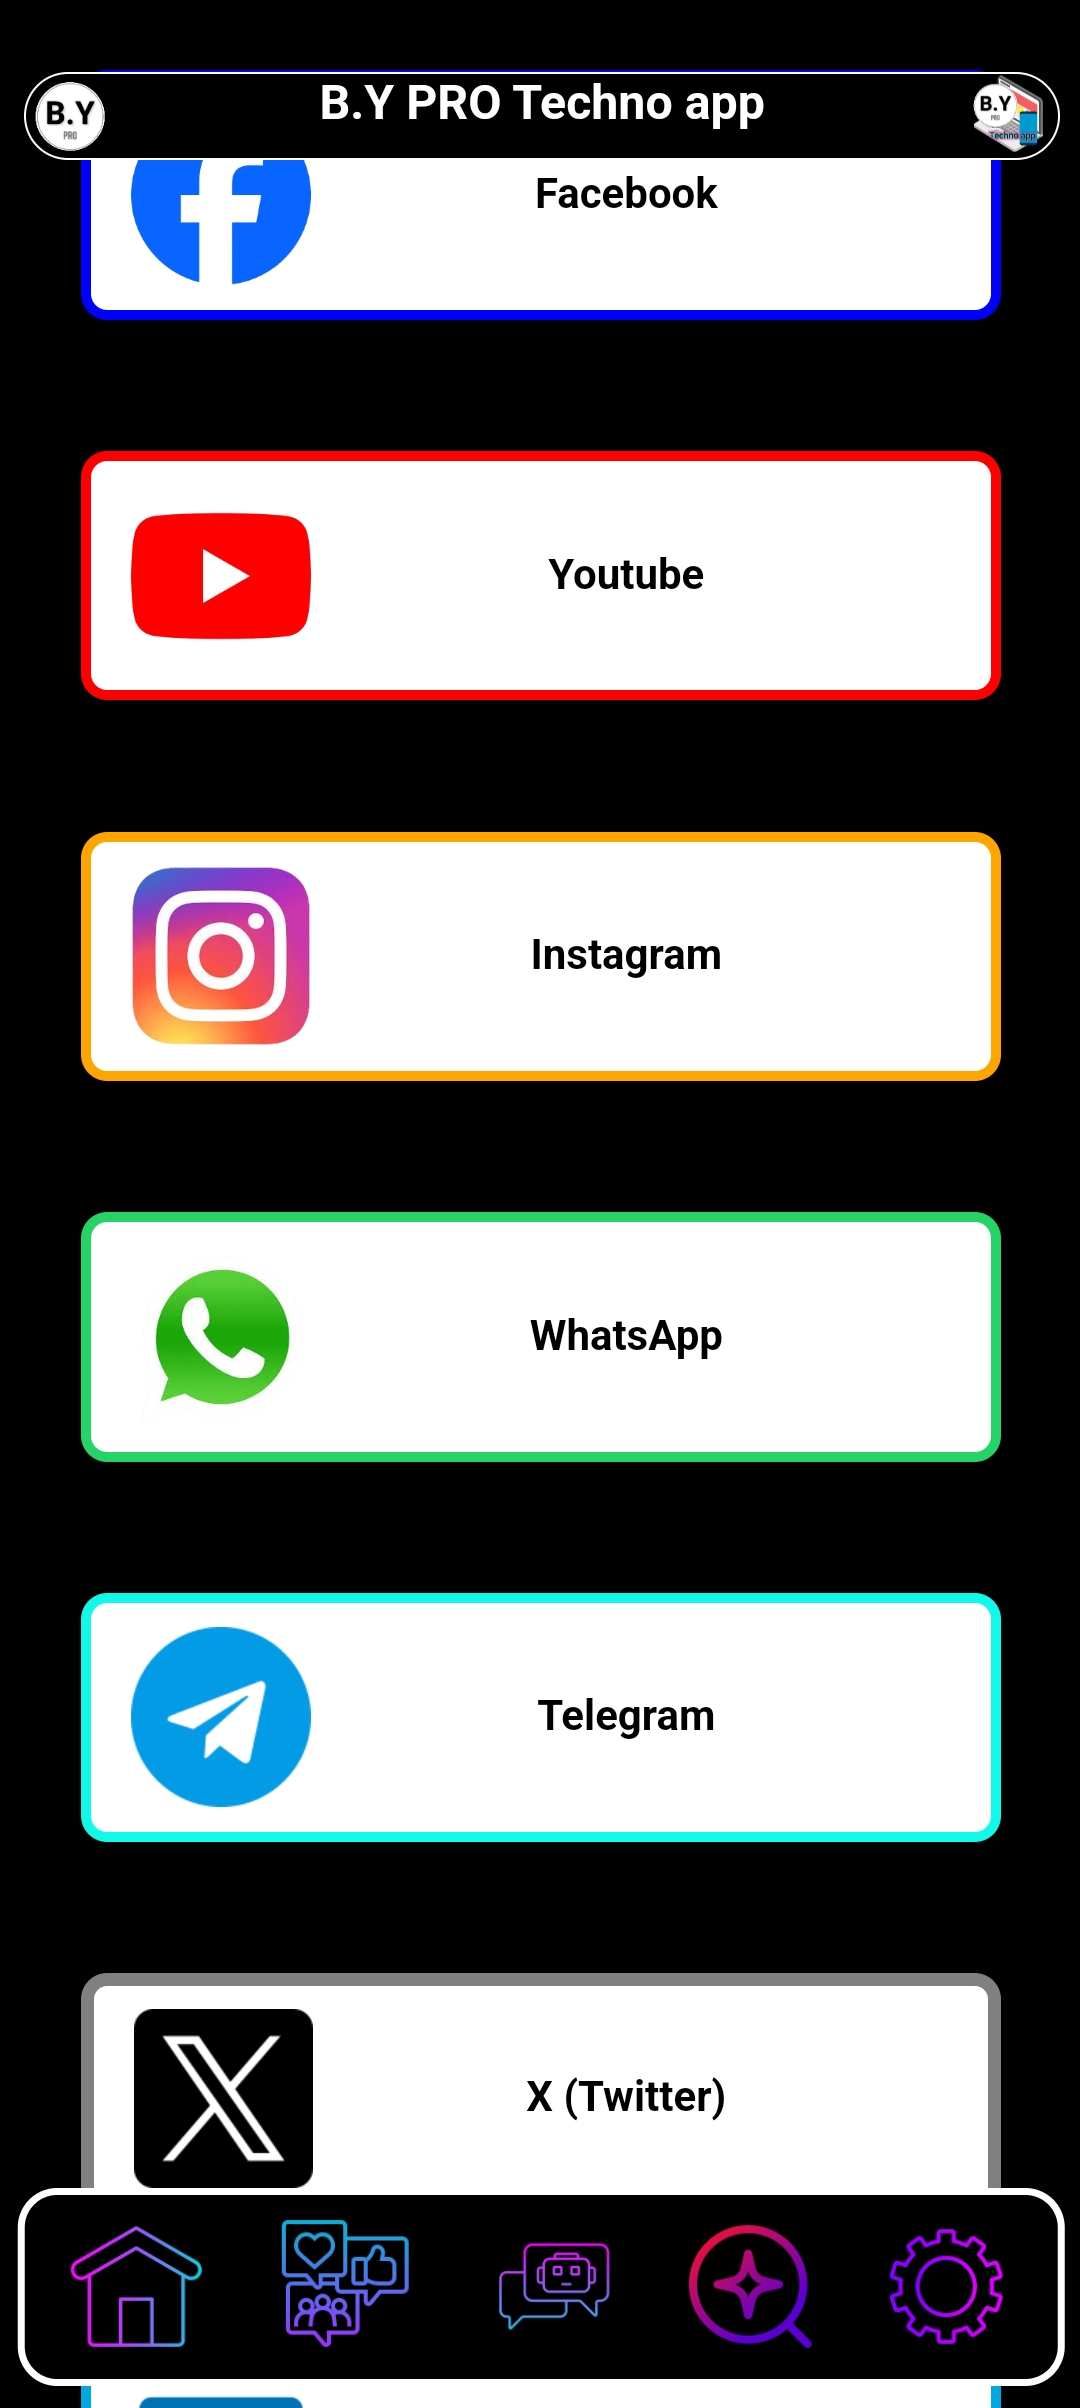 B.Y
PRO
B.Y PRO Techno app
B.Y
PRO
Techno app
Facebook
Youtube
Instagram
WhatsApp
Telegram
X (Twitter)